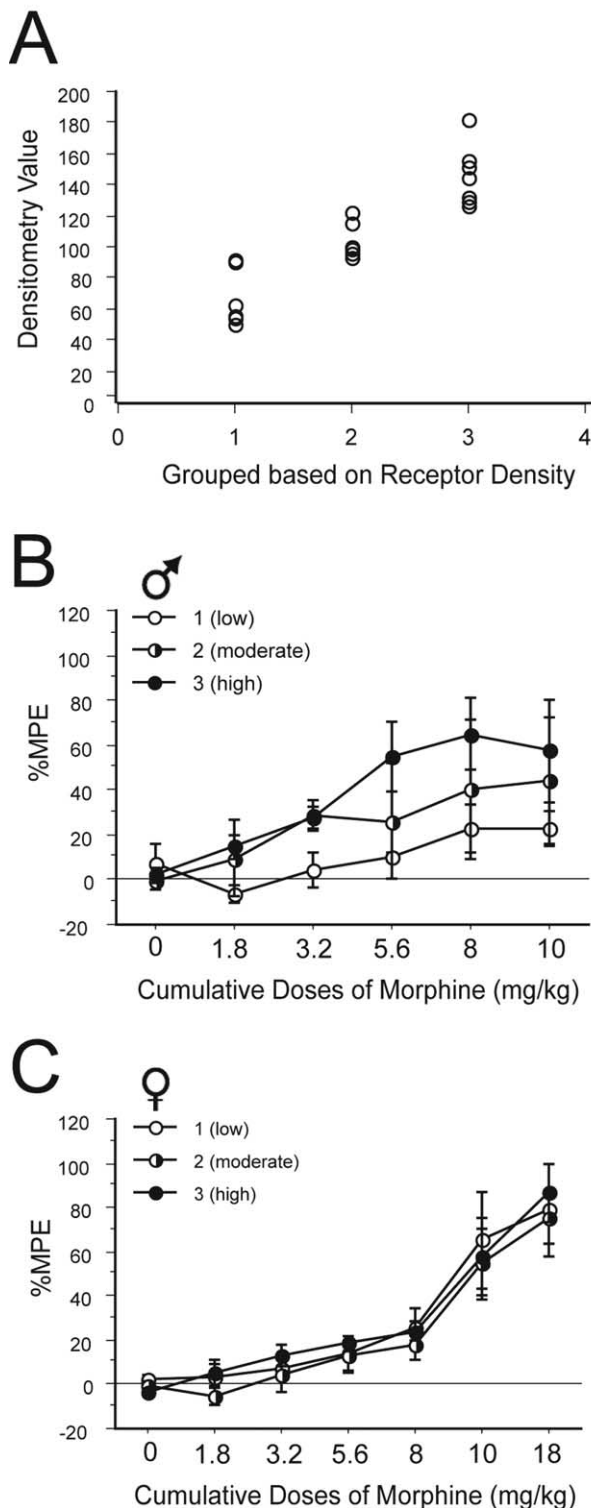 A
Densitometry Value
200
180
160
140
120
100
80
60
40
20
0
0 1 2 3 4
Grouped based on Receptor Density
B
♂
1 (low)
2 (moderate)
3 (high)
%MPE
120
100
80
60
40
20
0
-20
0 1.8 3.2 5.6 8 10
Cumulative Doses of Morphine (mg/kg)
C
♀
1 (low)
2 (moderate)
3 (high)
%MPE
120
100
80
60
40
20
0
-20
0 1.8 3.2 5.6 8 10 18
Cumulative Doses of Morphine (mg/kg)